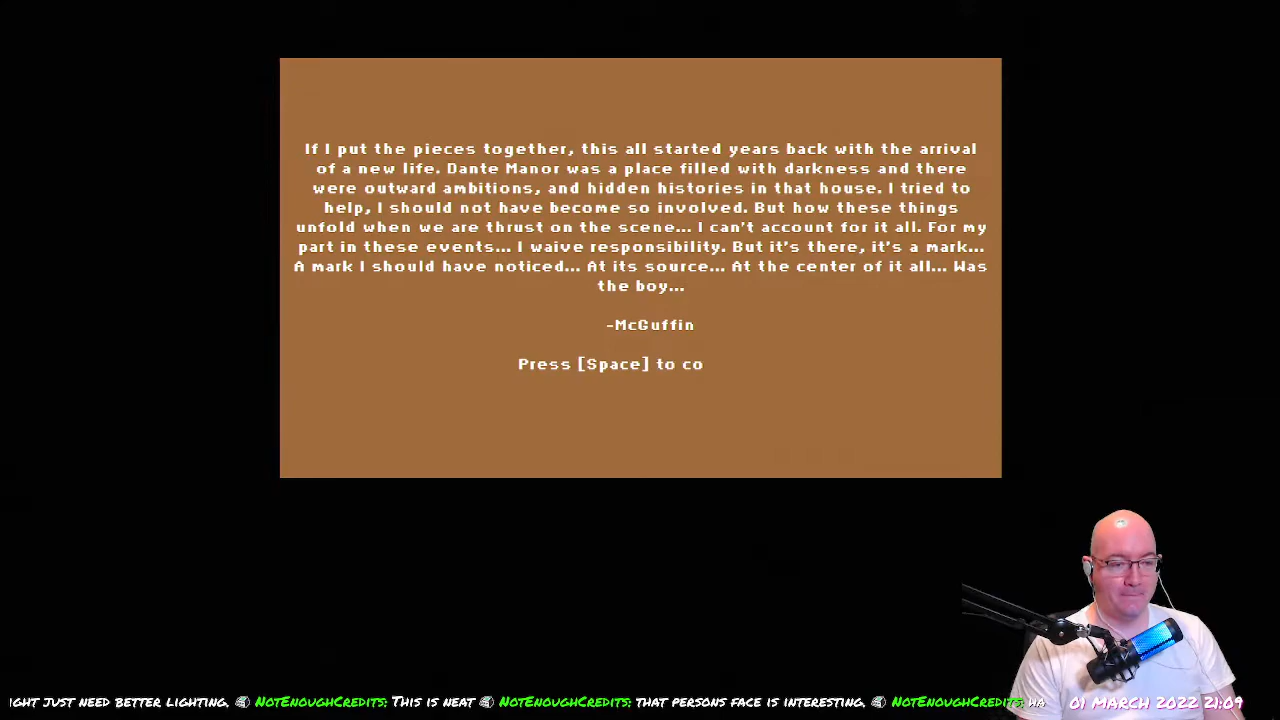 If I put the pieces together, this all started years back with the arrival
of a new life. Dante Manor was a place filled with darkness and there
were outward ambitions, and hidden histories in that house. I tried to
help, I should not have become so involved. But how these things
unfold when we are thrust on the scene... I can't account for it all. For my
part in these events... I waive responsibility. But it's there, it's a mark...
A mark I should have noticed... At its source... At the center of it all... Was
the boy...
-McGuffin
Press [Space] to co
IGHT JUST NEED BETTER LIGHTING. NOTENOUGHCREDITS: THIS IS NEAT NOTENOUGHCREDITS: THAT PERSONS FACE IS INTERESTING. NOTENOUGHCREDITS: HA
01 MARCH 2022 21:09